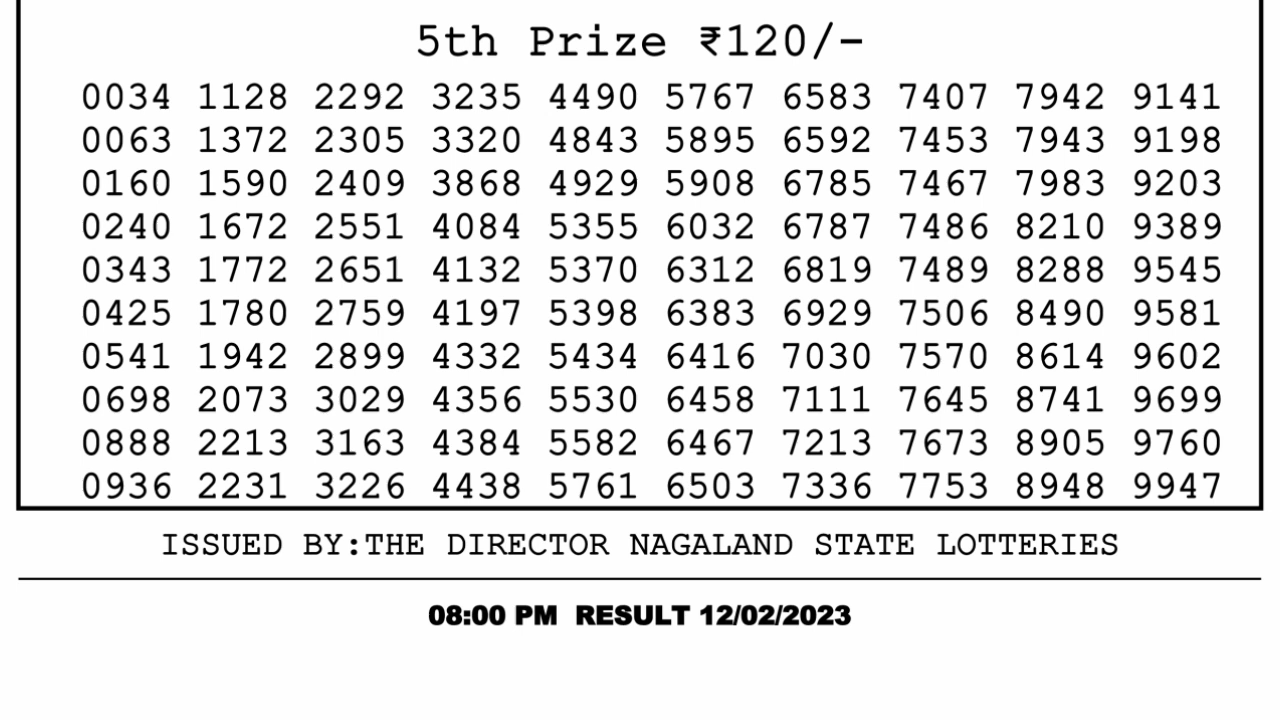 5th Prize ₹120/-
0034 1128 2292 3235 4490 5767 6583 7407 7942 9141
0063 1372 2305 3320 4843 5895 6592 7453 7943 9198
0160 1590 2409 3868 4929 5908 6785 7467 7983 9203
0240 1672 2551 4084 5355 6032 6787 7486 8210 9389
0343 1772 2651 4132 5370 6312 6819 7489 8288 9545
0425 1780 2759 4197 5398 6383 6929 7506 8490 9581
0541 1942 2899 4332 5434 6416 7030 7570 8614 9602
0698 2073 3029 4356 5530 6458 7111 7645 8741 9699
0888 2213 3163 4384 5582 6467 7213 7673 8905 9760
0936 2231 3226 4438 5761 6503 7336 7753 8948 9947
ISSUED BY:THE DIRECTOR NAGALAND STATE LOTTERIES
08:00 PM RESULT 12/02/2023